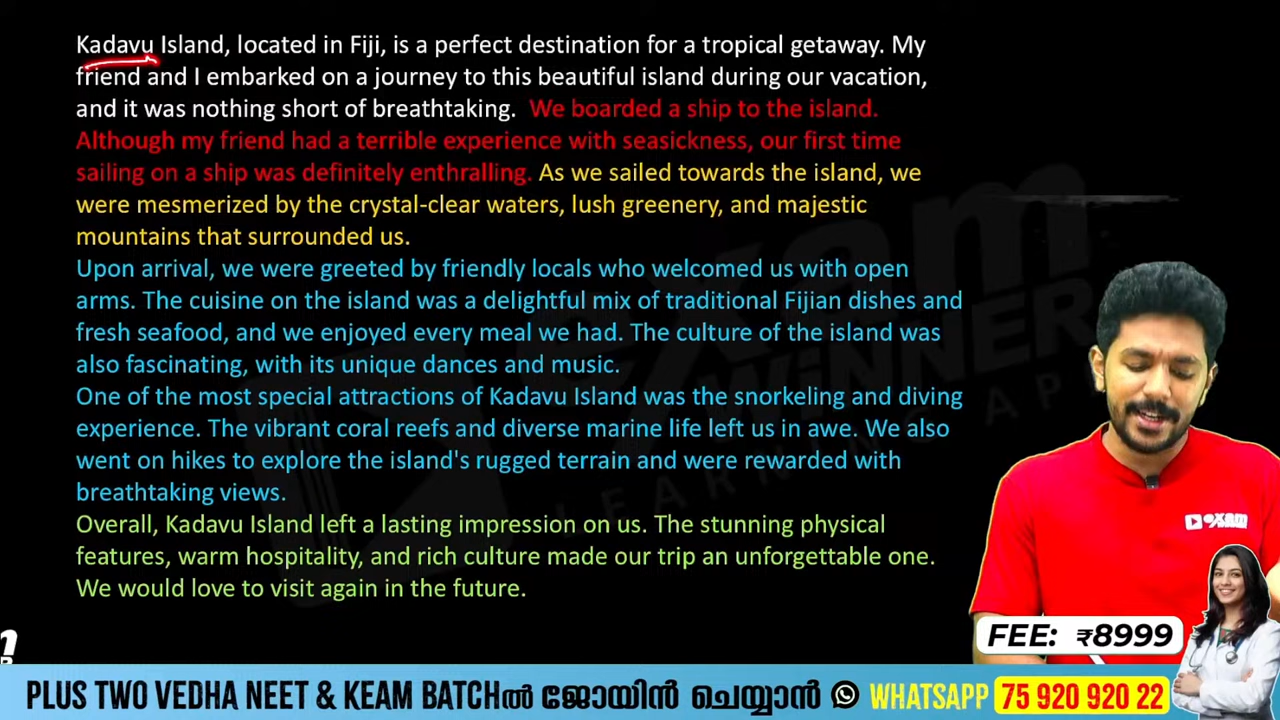 Kadavu Island, located in Fiji, is a perfect destination for a tropical getaway. My
friend and I embarked on a journey to this beautiful island during our vacation,
and it was nothing short of breathtaking. We boarded a ship to the island.
Although my friend had a terrible experience with seasickness, our first time
sailing on a ship was definitely enthralling. As we sailed towards the island, we
were mesmerized by the crystal-clear waters, lush greenery, and majestic
mountains that surrounded us.
Upon arrival, we were greeted by friendly locals who welcomed us with open
arms. The cuisine on the island was a delightful mix of traditional Fijian dishes and
fresh seafood, and we enjoyed every meal we had. The culture of the island was
also fascinating, with its unique dances and music.
One of the most special attractions of Kadavu Island was the snorkeling and diving
experience. The vibrant coral reefs and diverse marine life left us in awe. We also
went on hikes to explore the island's rugged terrain and were rewarded with
breathtaking views.
Overall, Kadavu Island left a lasting impression on us. The stunning physical
features, warm hospitality, and rich culture made our trip an unforgettable one.
We would love to visit again in the future.
exam
WINNER
LEARNING APP
exam
FEE: ₹8999
PLUS TWO VEDHA NEET & KEAM BATCHൽ ജോയിൻ ചെയ്യാൻ WHATSAPP 75 920 920 22